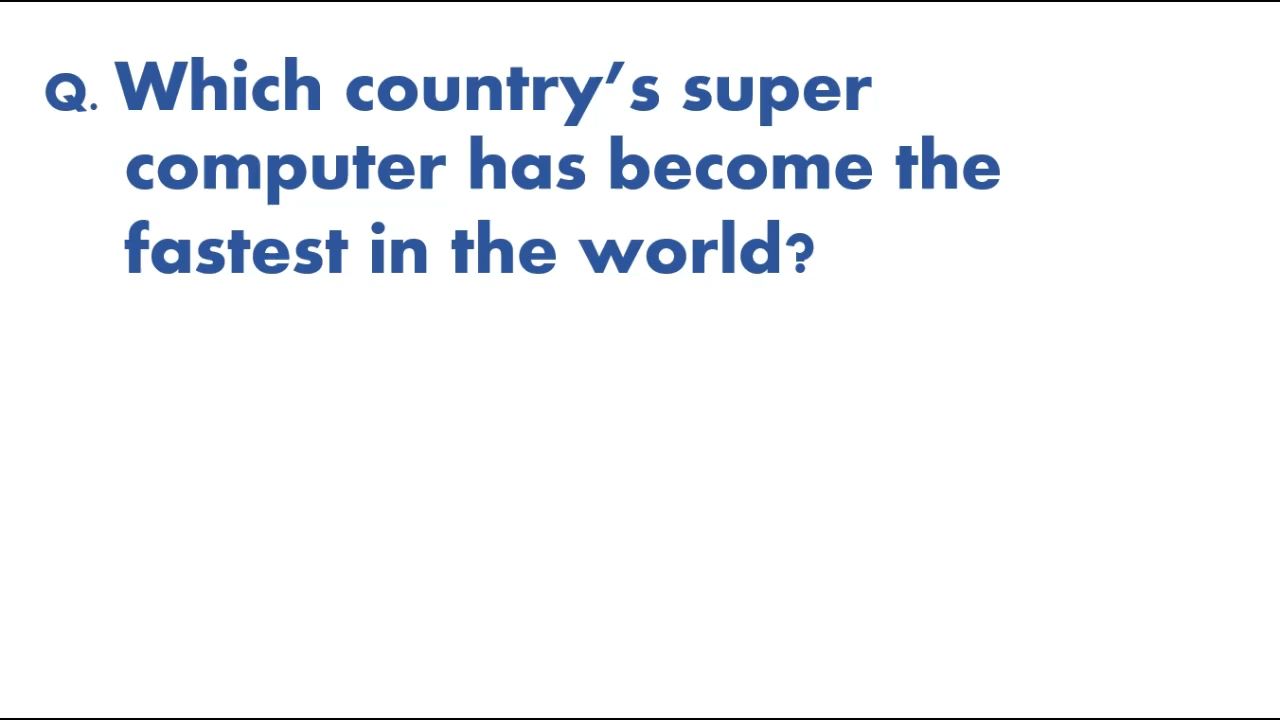 Q. Which country’s super
computer has become the
fastest in the world?